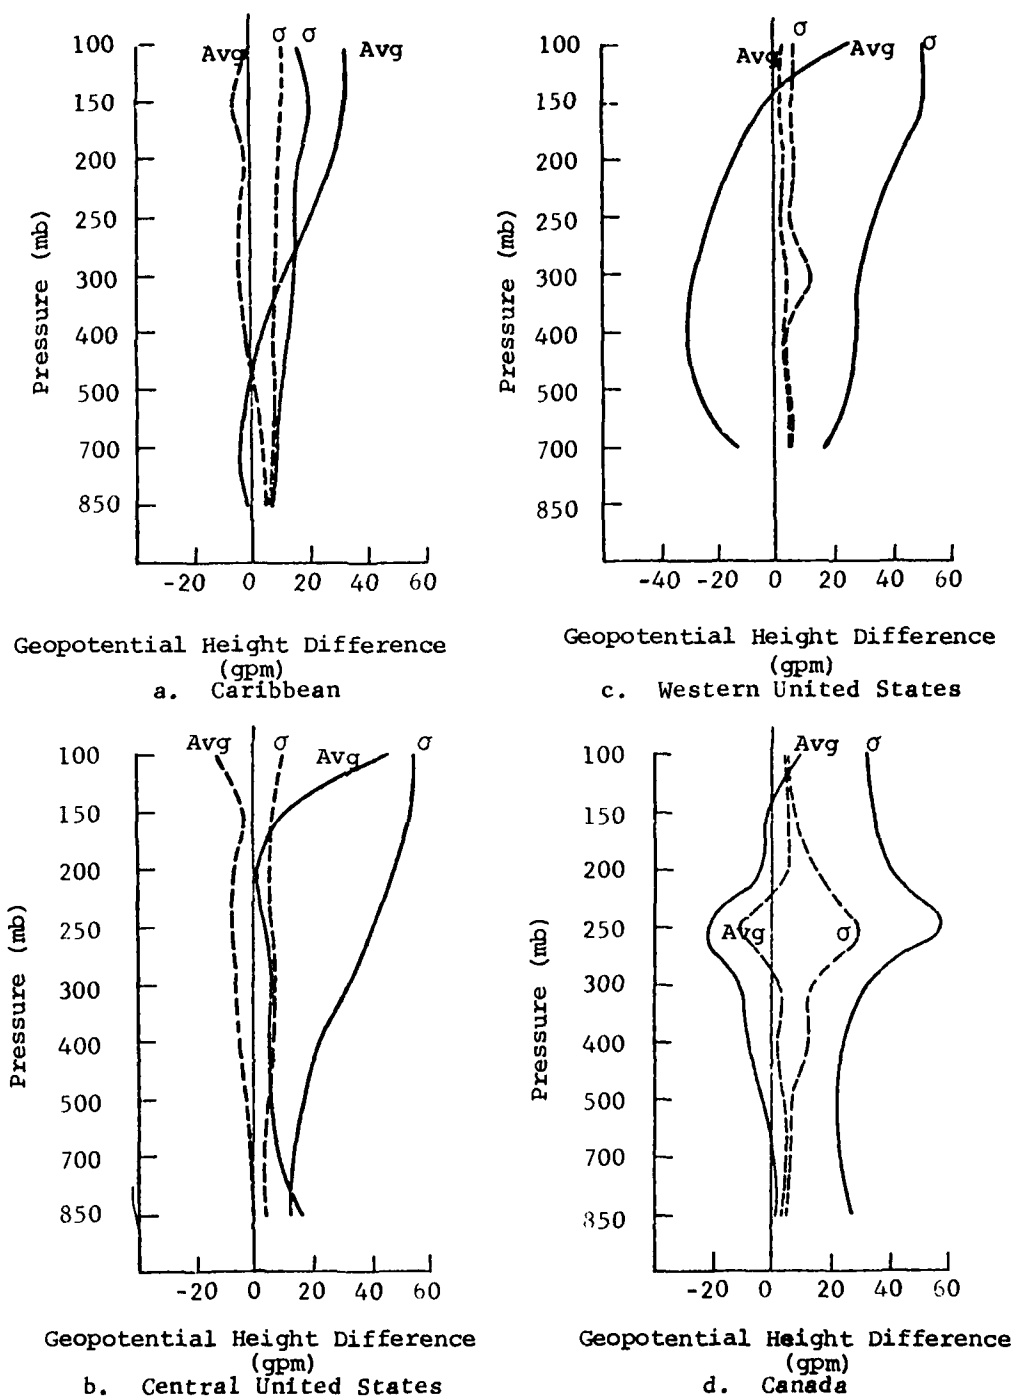 Avg σ σ Avg
100
150
200
250
300
400
500
700
850
Pressure (mb)
-20 0 20 40 60
Geopotential Height Difference
(gpm)
a. Caribbean
Avg σ Avg σ
100
150
200
250
300
400
500
700
850
Pressure (mb)
-40 -20 0 20 40 60
Geopotential Height Difference
(gpm)
c. Western United States
Avg σ Avg σ
100
150
200
250
300
400
500
700
850
Pressure (mb)
-20 0 20 40 60
Geopotential Height Difference
(gpm)
b. Central United States
Avg σ
100
150
200
250
Avg σ
300
400
500
700
850
Pressure (mb)
-20 0 20 40 60
Geopotential Height Difference
(gpm)
d. Canada